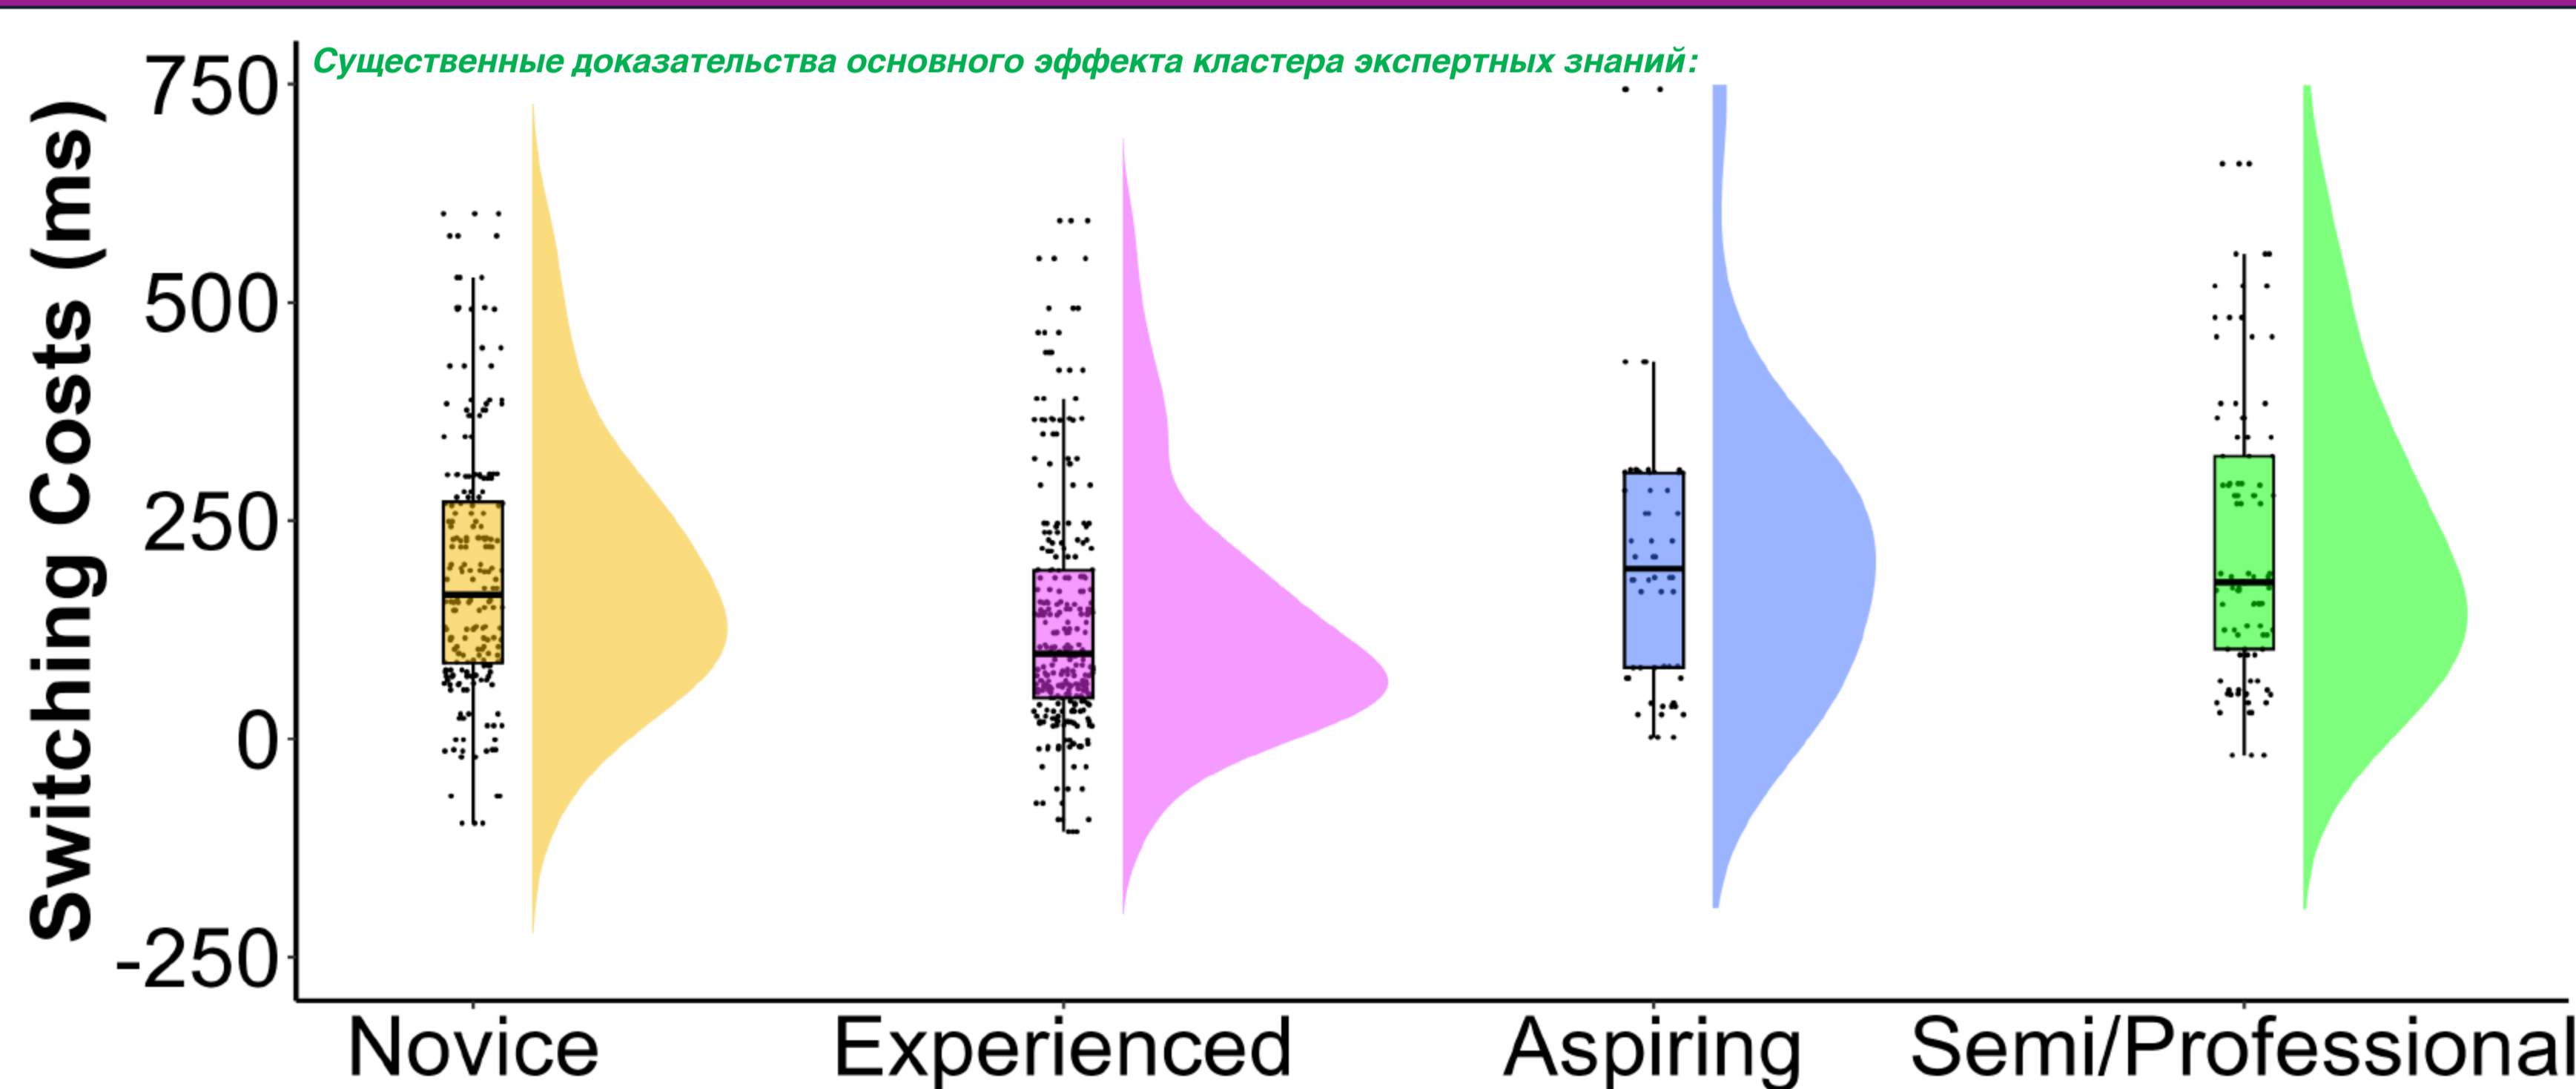 Существенные доказательства основного эффекта кластера экспертных знаний:
Switching Costs (ms)
750
500
250
0
-250
Novice Experienced Aspiring Semi/Professional